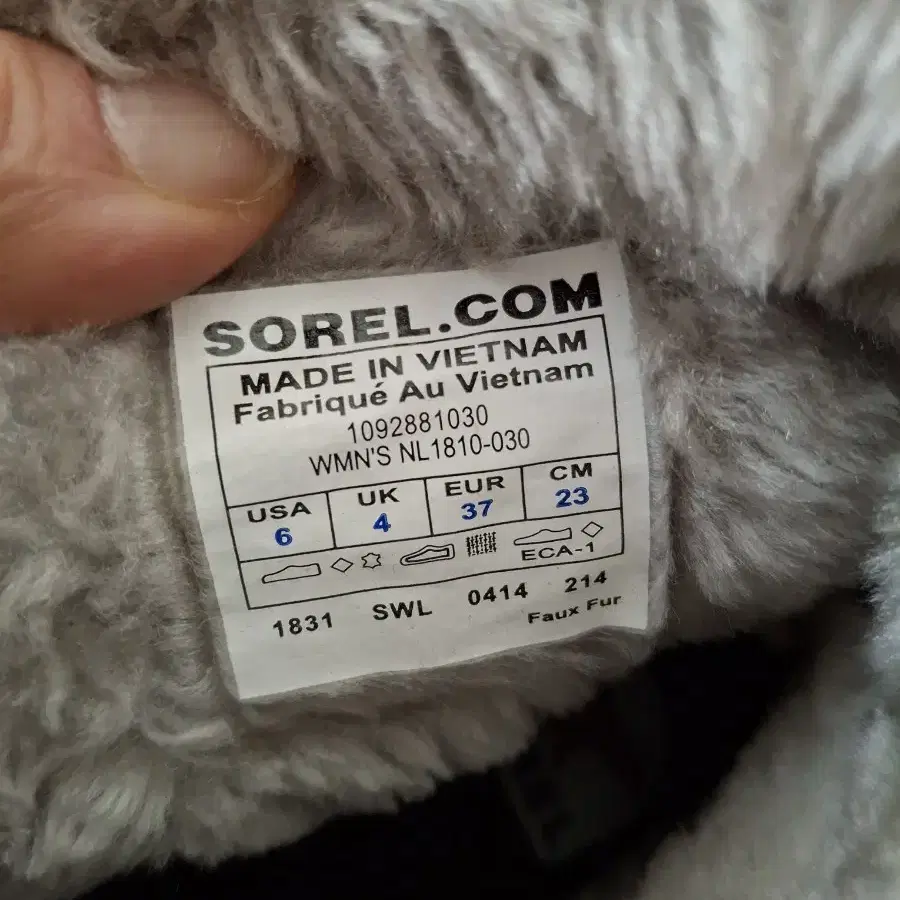 SOREL.COM
MADE IN VIETNAM
Fabriqué Au Vietnam
1092881030
WMN'S NL1810-030
USA UK EUR CM
6 4 37 23
ECA-1
1831 SWL 0414 214
Faux Fur